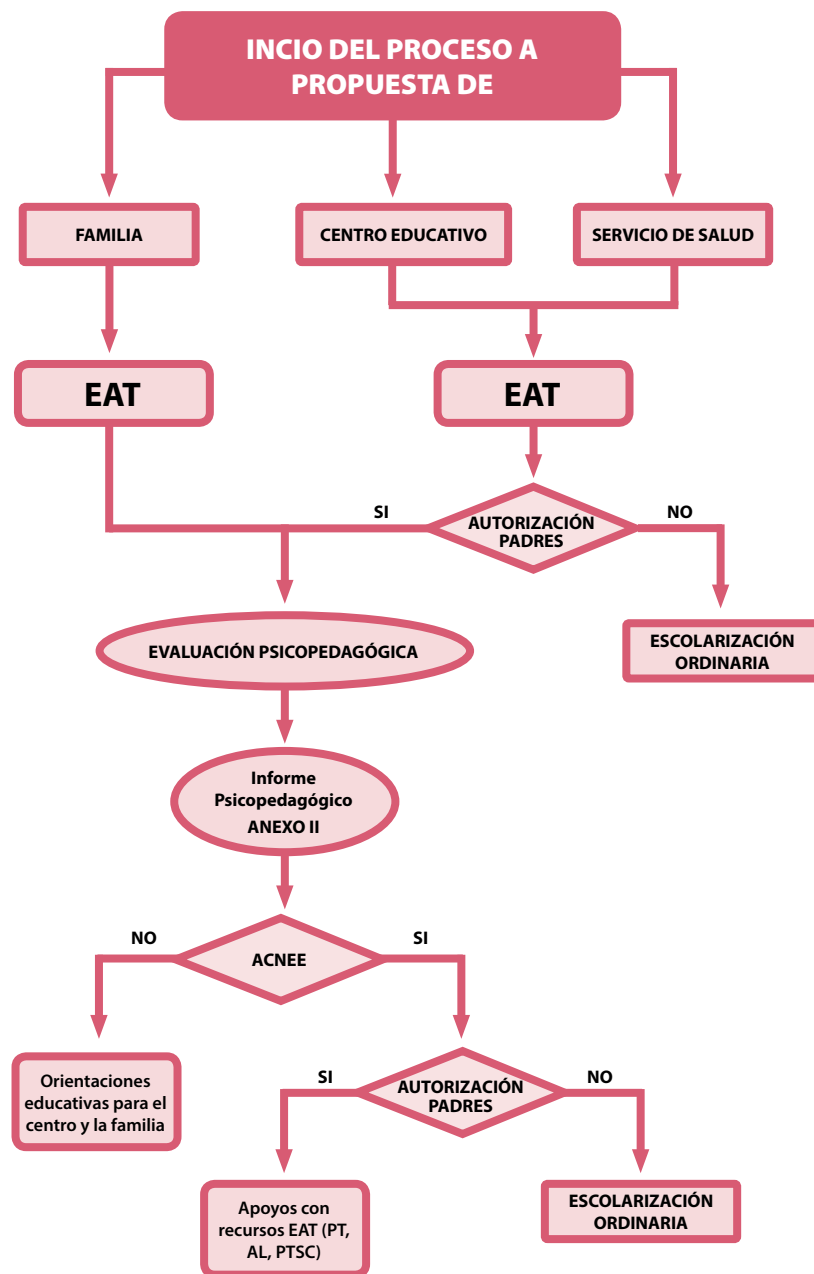 INCIO DEL PROCESO A
PROPUESTA DE
FAMILIA
CENTRO EDUCATIVO
SERVICIO DE SALUD
EAT
EAT
SI
AUTORIZACIÓN
PADRES
NO
EVALUACIÓN PSICOPEDAGÓGICA
ESCOLARIZACIÓN
ORDINARIA
Informe
Psicopedagógico
ANEXO II
NO
ACNEE
SI
Orientaciones
educativas para el
centro y la familia
SI
AUTORIZACIÓN
PADRES
NO
Apoyos con
recursos EAT (PT,
AL, PTSC)
ESCOLARIZACIÓN
ORDINARIA